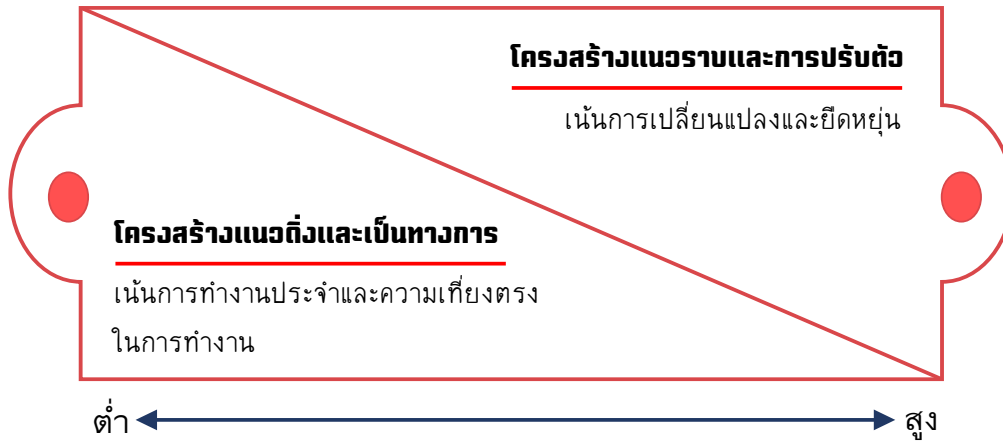 โครงสร้างแนวราบและการปรับตัว
เน้นการเปลี่ยนแปลงและยืดหยุ่น
โครงสร้างแนวดิ่งและเป็นทางการ
เน้นการทำงานประจำและความเที่ยงตรง
ในการทำงาน
ต่ำ
สูง